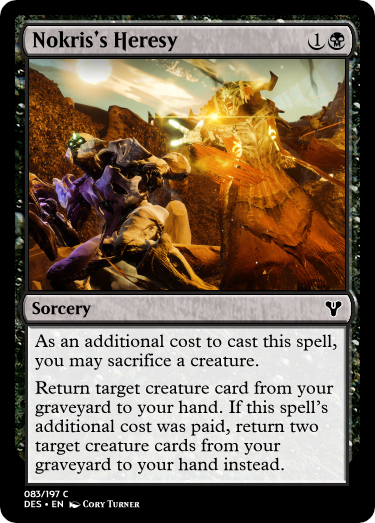 Nokris's Heresy 1
Sorcery
As an additional cost to cast this spell,
you may sacrifice a creature.
Return target creature card from your
graveyard to your hand. If this spell's
additional cost was paid, return two
target creature cards from your
graveyard to your hand instead.
083/197 C
DES • EN Cory Turner